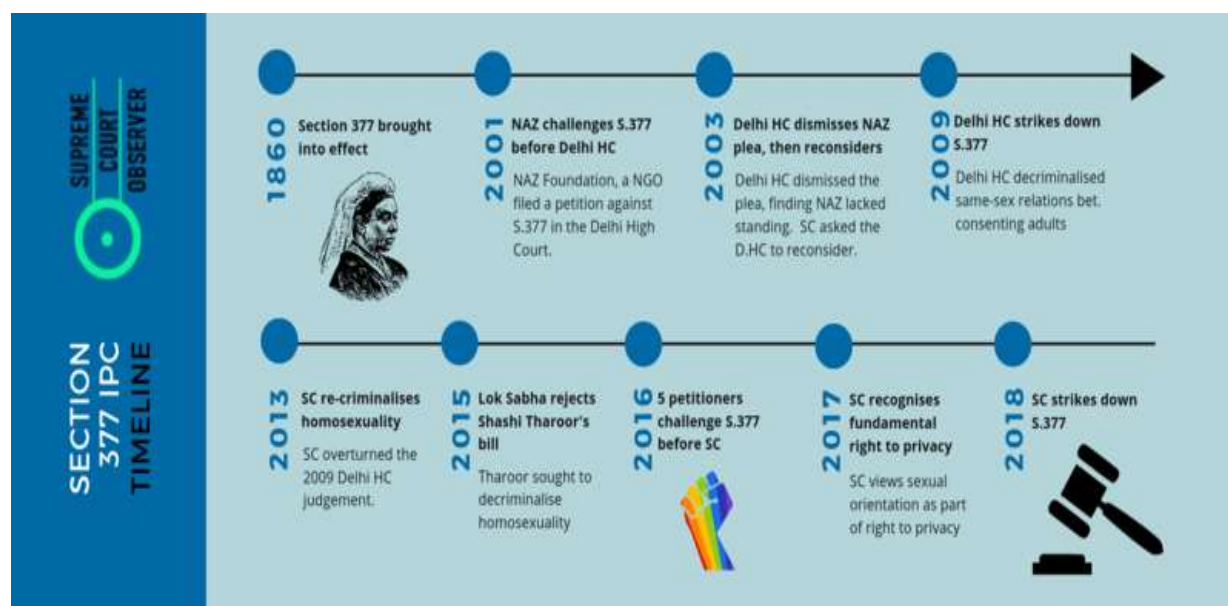 SUPREME
COURT
OBSERVER
SECTION
377 IPC
TIMELINE
1860
Section 377 brought
into effect
2001
NAZ challenges S.377
before Delhi HC
NAZ Foundation, a NGO
filed a petition against
S.377 in the Delhi High
Court.
2003
Delhi HC dismisses NAZ
plea, then reconsiders
Delhi HC dismissed the
plea, finding NAZ lacked
standing. SC asked the
D.HC to reconsider.
2009
Delhi HC strikes down
S.377
Delhi HC decriminalised
same-sex relations bet.
consenting adults
2013
SC re-criminalises
homosexuality
SC overturned the
2009 Delhi HC
judgement.
2015
Lok Sabha rejects
Shashi Tharoor's
bill
Tharoor sought to
decriminalise
homosexuality
2016
5 petitioners
challenge S.377
before SC
2017
SC recognises
fundamental
right to privacy
SC views sexual
orientation as part
of right to privacy
2018
SC strikes down
S.377